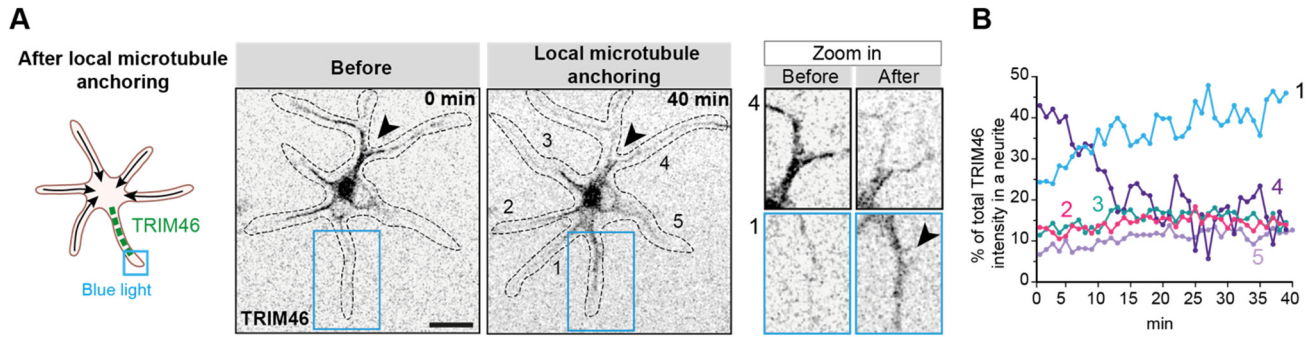 A
After local microtubule
anchoring
TRIM46
Blue light
Before
0 min
TRIM46
Local microtubule
anchoring
40 min
3
4
2
5
1
Zoom in
Before
After
4
1
B
% of total TRIM46
intensity in a neurite
50
40
30
20
10
0
1
4
3
2
5
0
5
10
15
20
25
30
35
40
min